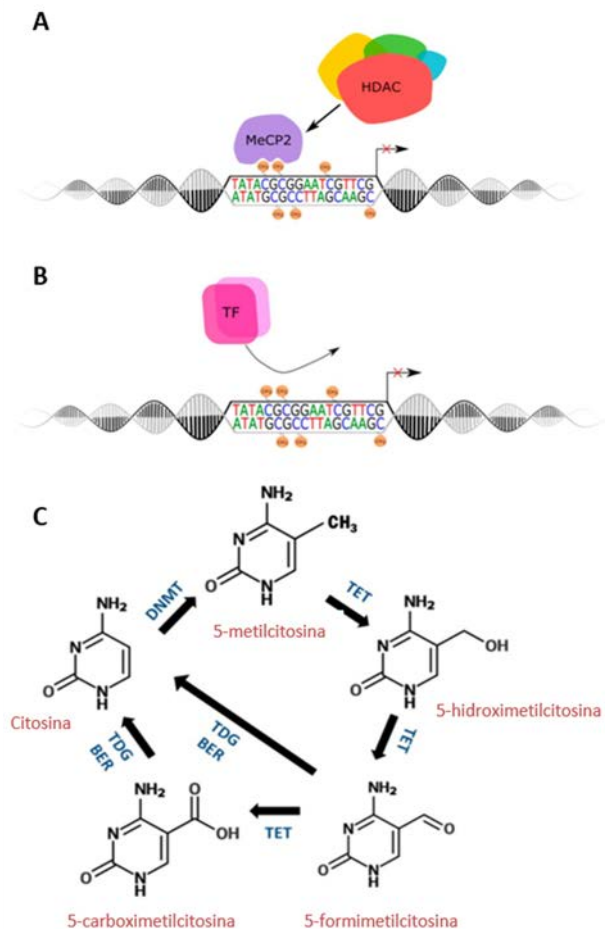 A
HDAC
MeCP2
TATACGCGGAATCGTTCG
ATATGCGCCTTAGCAAGC
B
TF
TATACGCGGAATCGTTCG
ATATGCGCCTTAGCAAGC
C
NH₂
CH₃
N
O
N
H
5-metilcitosina
DNMT
TET
NH₂
N
O
N
H
Citosina
NH₂
OH
N
O
N
H
5-hidroximetilcitosina
TDG
BER
TDG
BER
TET
NH₂
O
N
OH
O
N
H
5-carboximetilcitosina
TET
NH₂
N
O
O
N
H
5-formimetilcitosina